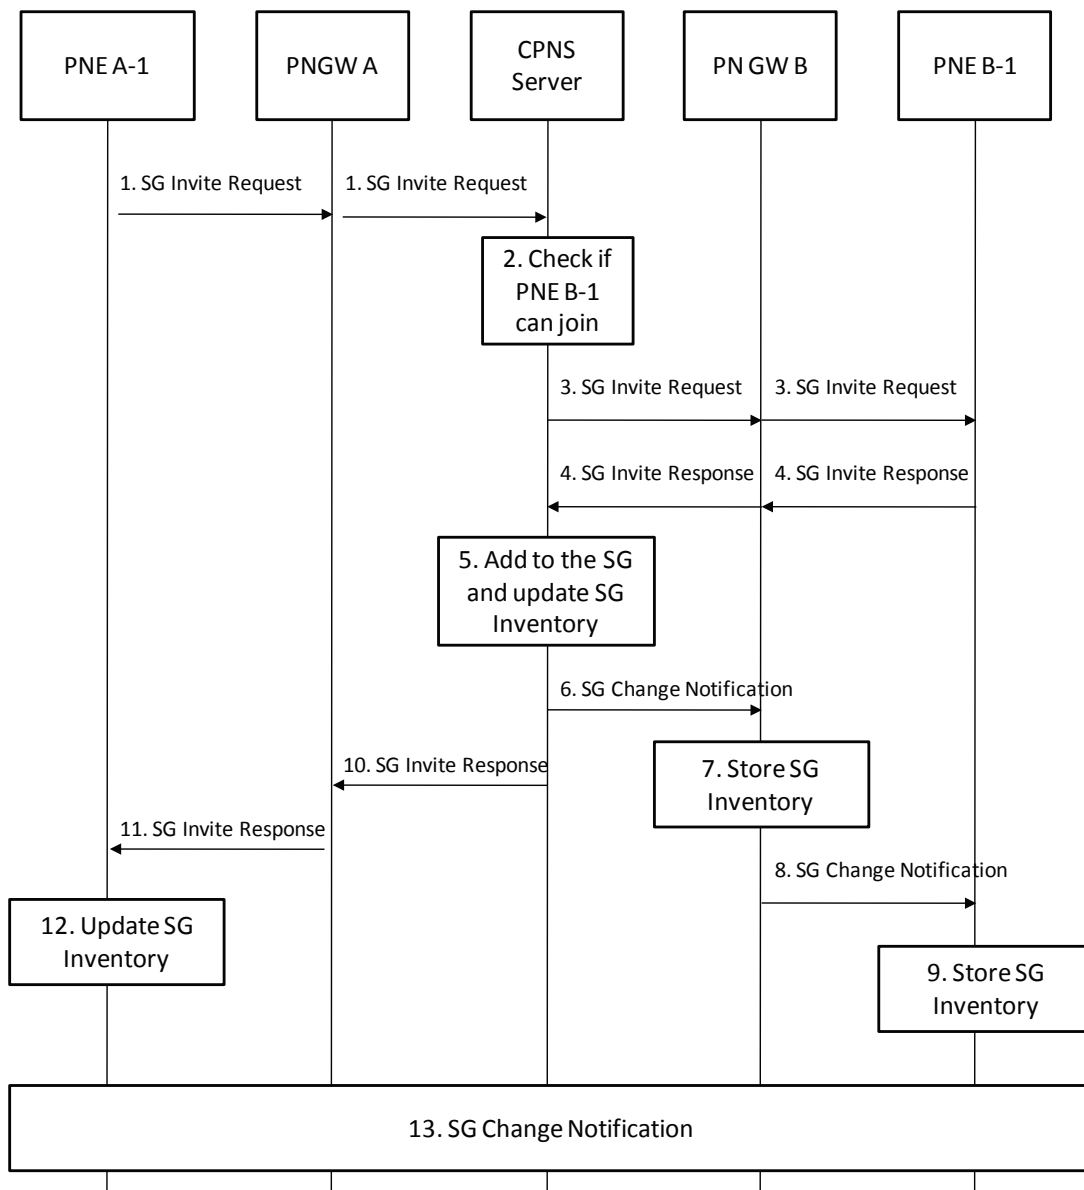 PNE A-1
PNGW A
CPNS
Server
PN GW B
PNE B-1
1. SG Invite Request
1. SG Invite Request
2. Check if
PNE B-1
can join
3. SG Invite Request
3. SG Invite Request
4. SG Invite Response
4. SG Invite Response
5. Add to the SG
and update SG
Inventory
6. SG Change Notification
10. SG Invite Response
7. Store SG
Inventory
11. SG Invite Response
8. SG Change Notification
12. Update SG
Inventory
9. Store SG
Inventory
13. SG Change Notification